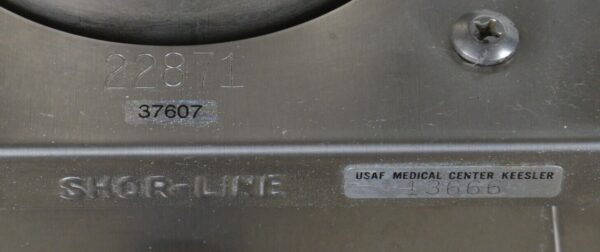 22871
37607
SHOR-LINE
USAF MEDICAL CENTER KEESLER
13666